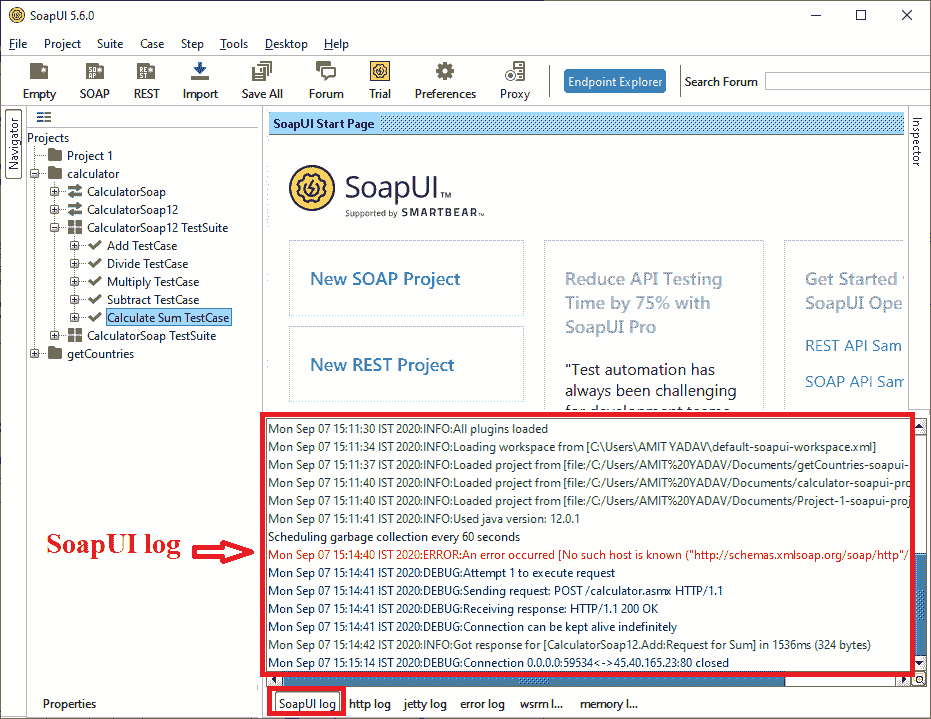 SoapUI 5.6.0
File Project Suite Case Step Tools Desktop Help
Empty SOAP REST Import Save All Forum Trial Preferences Proxy Endpoint Explorer Search Forum
Navigator
Projects
Project 1
calculator
CalculatorSoap
CalculatorSoap12
CalculatorSoap12 TestSuite
Add TestCase
Divide TestCase
Multiply TestCase
Subtract TestCase
Calculate Sum TestCase
CalculatorSoap TestSuite
getCountries
Properties
SoapUI Start Page
Inspector
SoapUI™
Supported by SMARTBEAR™
New SOAP Project
New REST Project
Reduce API Testing
Time by 75% with
SoapUI Pro
"Test automation has
always been challenging
for development teams
Get Started
SoapUI Ope
REST API Sam
SOAP API Sam
SoapUI log
Mon Sep 07 15:11:30 IST 2020:INFO:All plugins loaded
Mon Sep 07 15:11:34 IST 2020:INFO:Loading workspace from [C:\Users\AMIT YADAV\default-soapui-workspace.xml]
Mon Sep 07 15:11:37 IST 2020:INFO:Loaded project from [file:/C:/Users/AMIT%20YADAV/Documents/getCountries-soapui-
Mon Sep 07 15:11:40 IST 2020:INFO:Loaded project from [file:/C:/Users/AMIT%20YADAV/Documents/calculator-soapui-pro
Mon Sep 07 15:11:40 IST 2020:INFO:Loaded project from [file:/C:/Users/AMIT%20YADAV/Documents/Project-1-soapui-proj
Mon Sep 07 15:11:41 IST 2020:INFO:Used java version: 12.0.1
Scheduling garbage collection every 60 seconds
Mon Sep 07 15:14:40 IST 2020:ERROR:An error occurred [No such host is known ("http://schemas.xmlsoap.org/soap/http"/
Mon Sep 07 15:14:41 IST 2020:DEBUG:Attempt 1 to execute request
Mon Sep 07 15:14:41 IST 2020:DEBUG:Sending request: POST /calculator.asmx HTTP/1.1
Mon Sep 07 15:14:41 IST 2020:DEBUG:Receiving response: HTTP/1.1 200 OK
Mon Sep 07 15:14:41 IST 2020:DEBUG:Connection can be kept alive indefinitely
Mon Sep 07 15:14:42 IST 2020:INFO:Got response for [CalculatorSoap12.Add:Request for Sum] in 1536ms (324 bytes)
Mon Sep 07 15:15:14 IST 2020:DEBUG:Connection 0.0.0.0:59534<->45.40.165.23:80 closed
SoapUI log http log jetty log error log wsrm l... memory l...